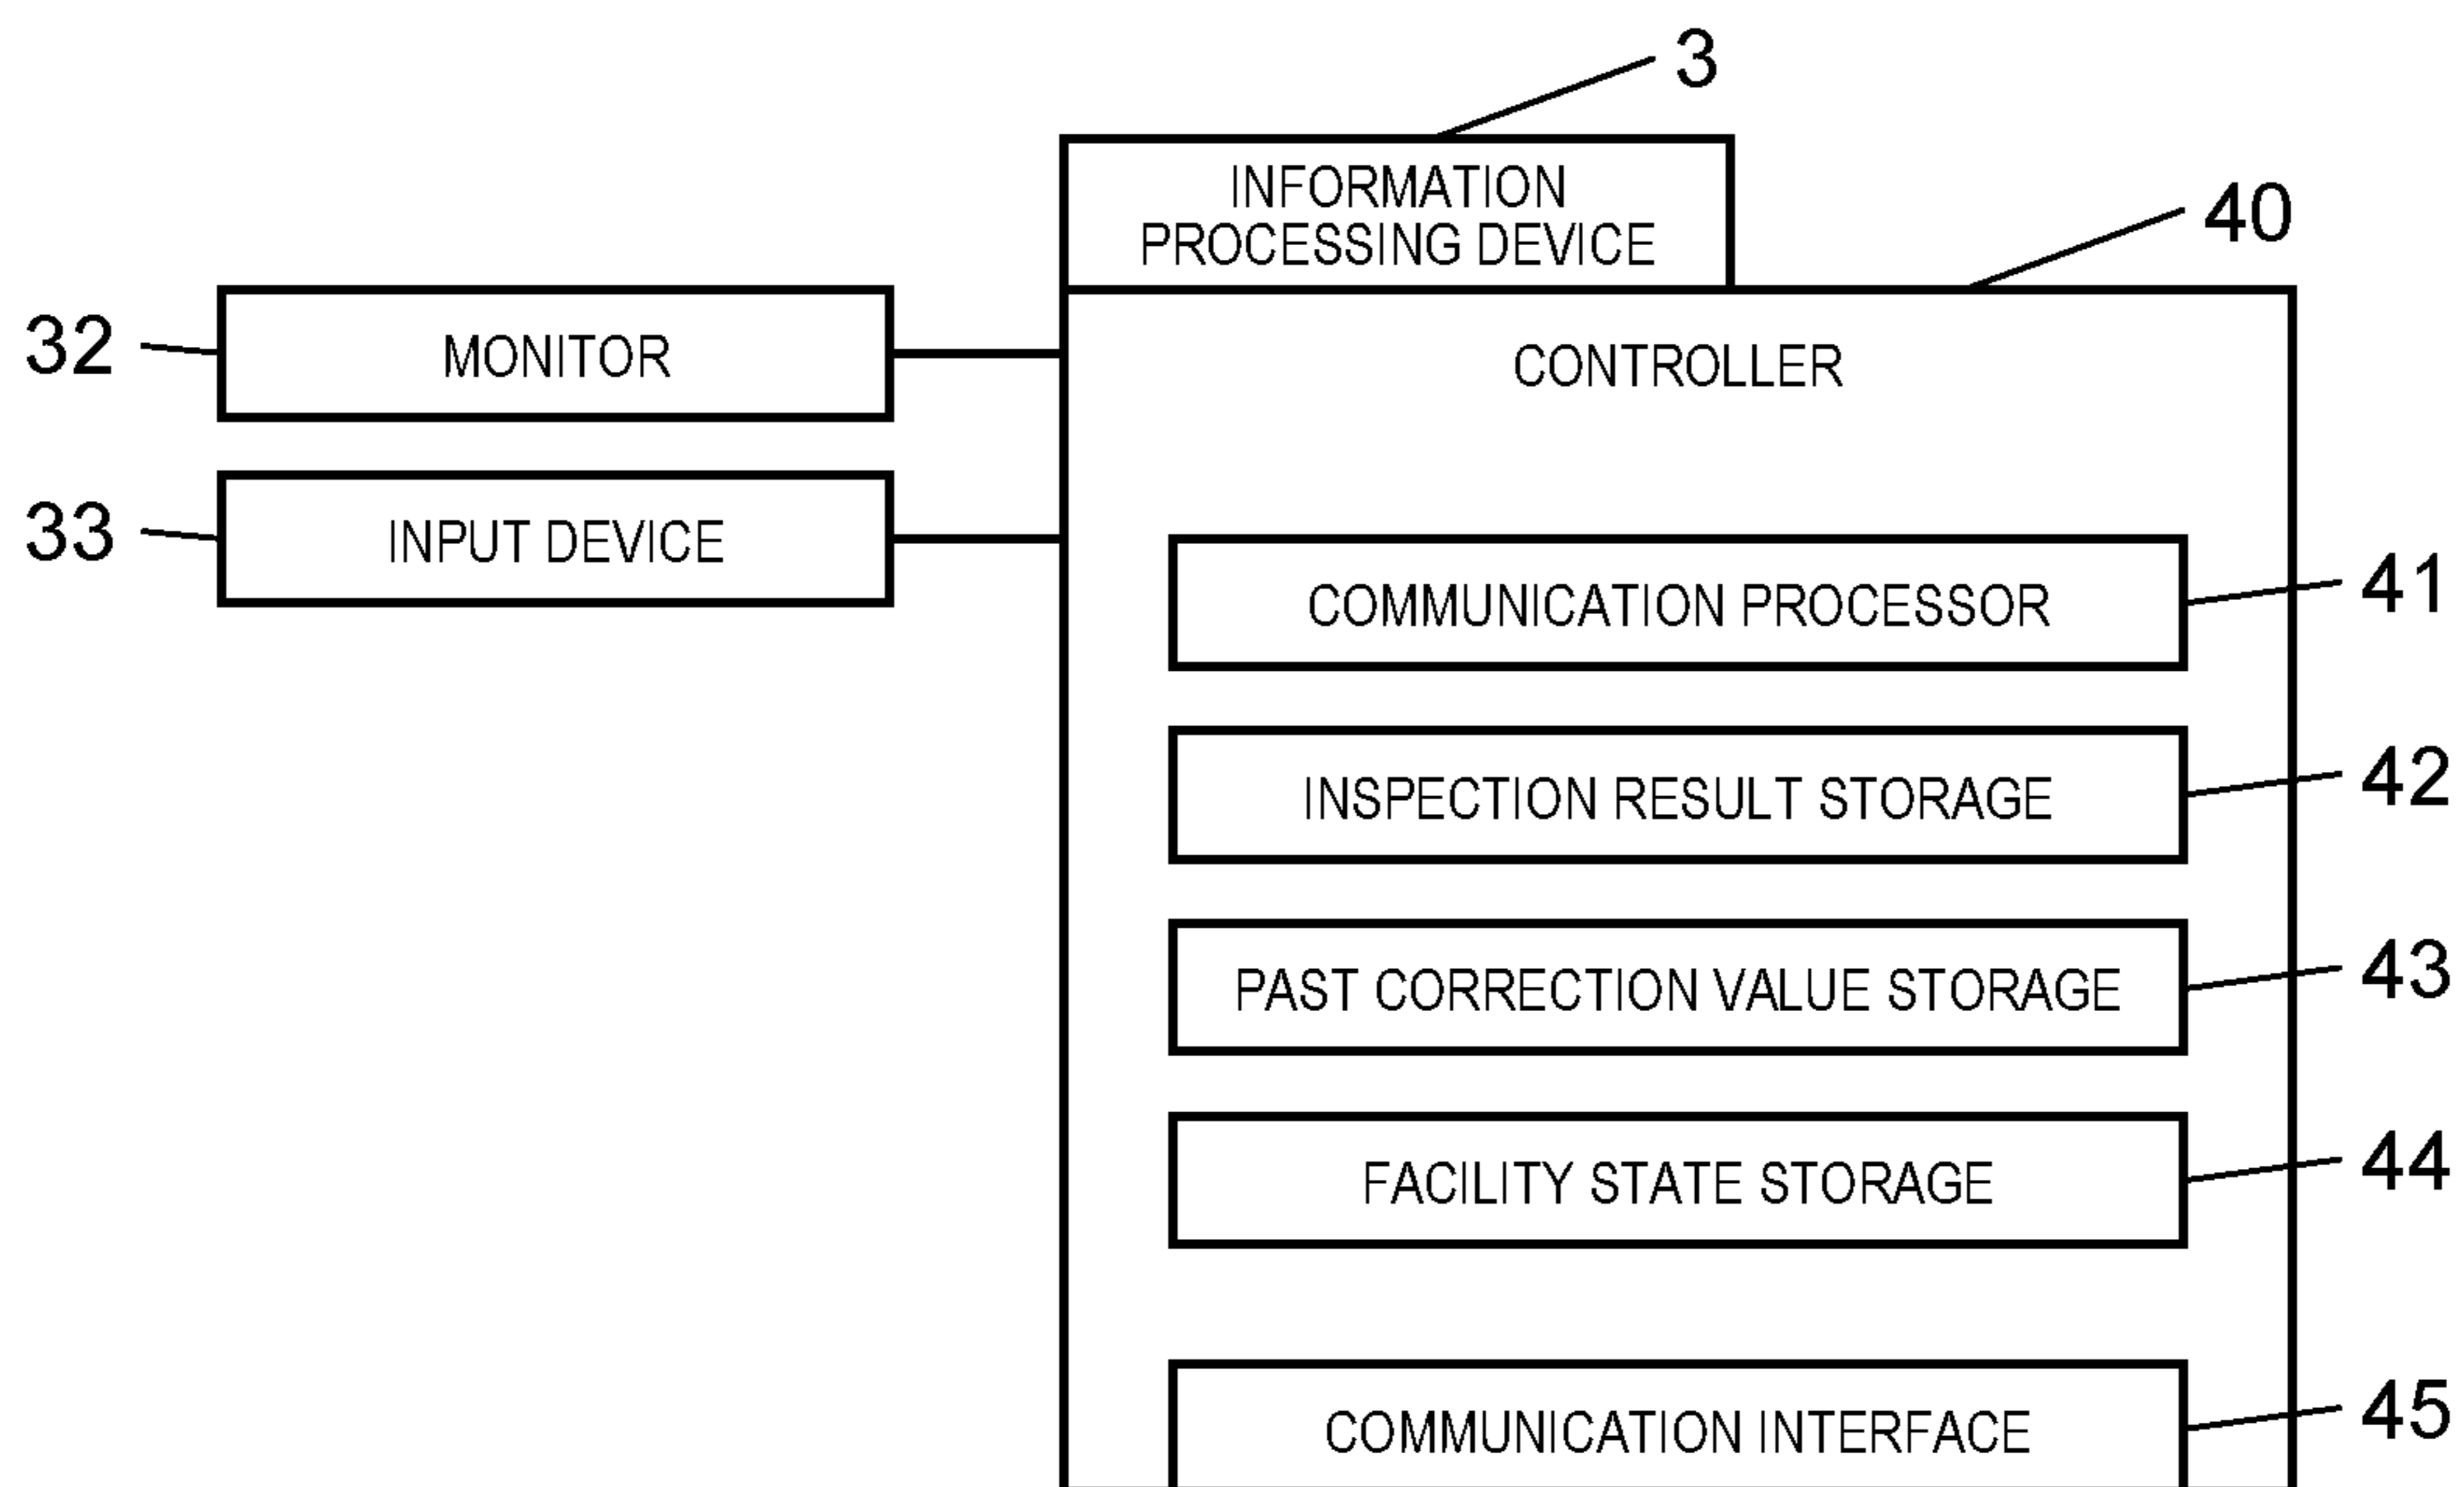 3
INFORMATION
PROCESSING DEVICE
40
32
MONITOR
CONTROLLER
33
INPUT DEVICE
COMMUNICATION PROCESSOR
41
INSPECTION RESULT STORAGE
42
PAST CORRECTION VALUE STORAGE
43
FACILITY STATE STORAGE
44
COMMUNICATION INTERFACE
45